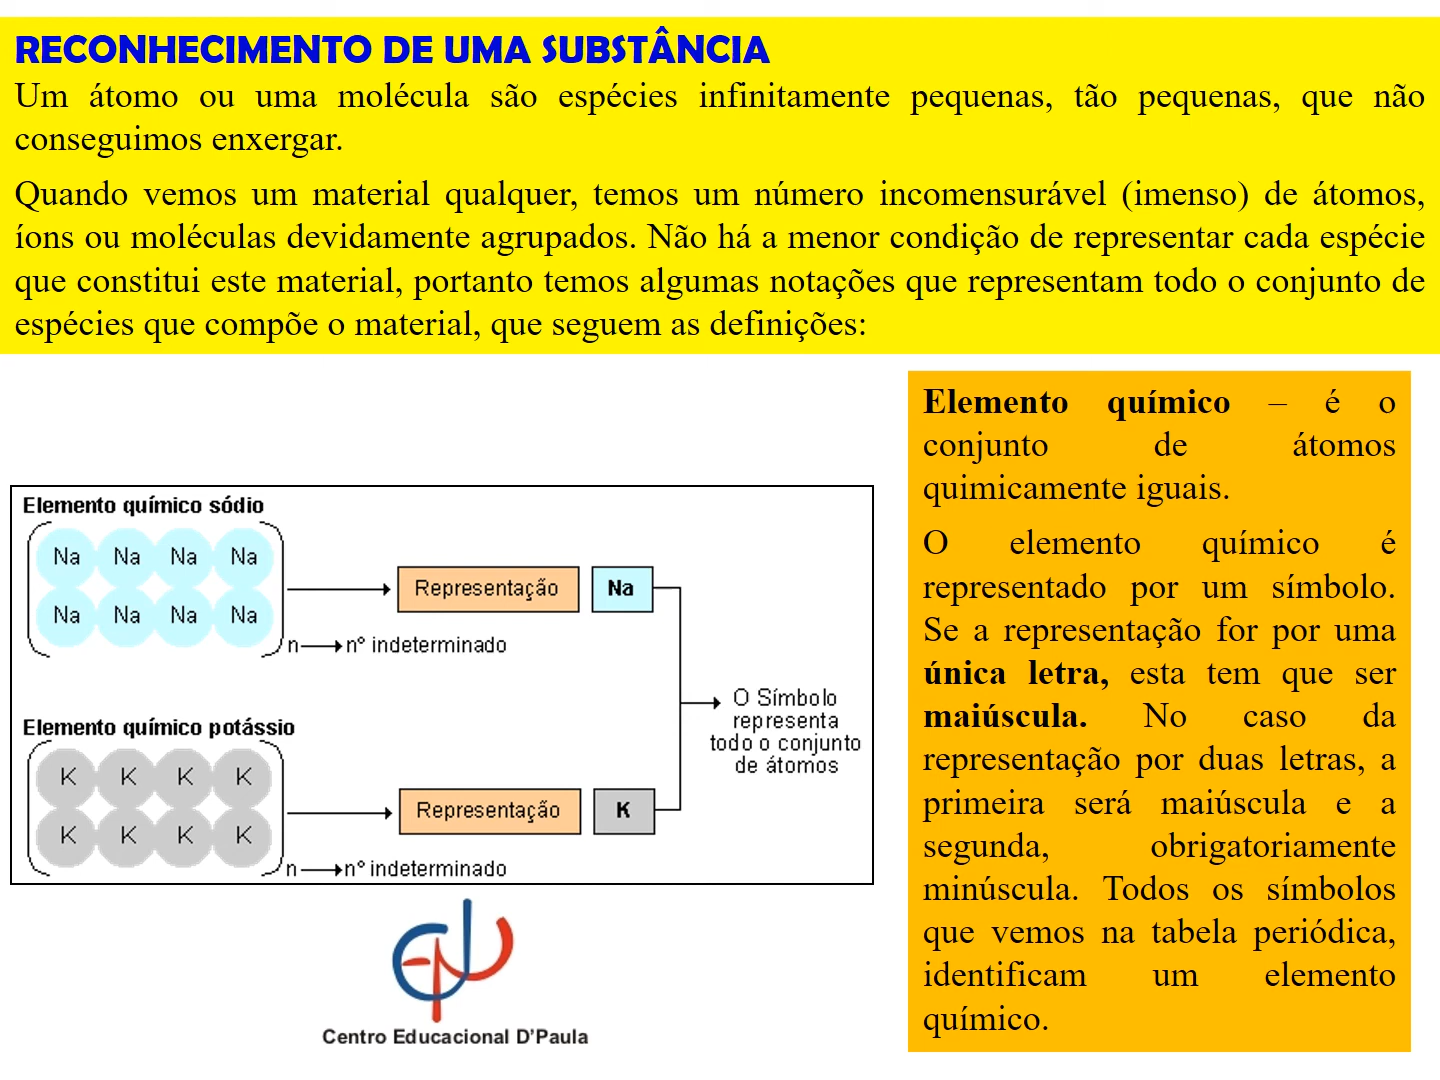 RECONHECIMENTO DE UMA SUBSTÂNCIA
Um átomo ou uma molécula são espécies infinitamente pequenas, tão pequenas, que não
conseguimos enxergar.
Quando vemos um material qualquer, temos um número incomensurável (imenso) de átomos,
íons ou moléculas devidamente agrupados. Não há a menor condição de representar cada espécie
que constitui este material, portanto temos algumas notações que representam todo o conjunto de
espécies que compõe o material, que seguem as definições:
Elemento químico – é o
conjunto de átomos
quimicamente iguais.
O elemento químico é
representado por um símbolo.
Se a representação for por uma
única letra, esta tem que ser
maiúscula. No caso da
representação por duas letras, a
primeira será maiúscula e a
segunda, obrigatoriamente
minúscula. Todos os símbolos
que vemos na tabela periódica,
identificam um elemento
químico.
Elemento químico sódio
Na Na Na Na
Na Na Na Na
n nº indeterminado
Representação Na
Elemento químico potássio
K K K K
K K K K
n nº indeterminado
Representação K
O Símbolo
representa
todo o conjunto
de átomos
Centro Educacional D'Paula